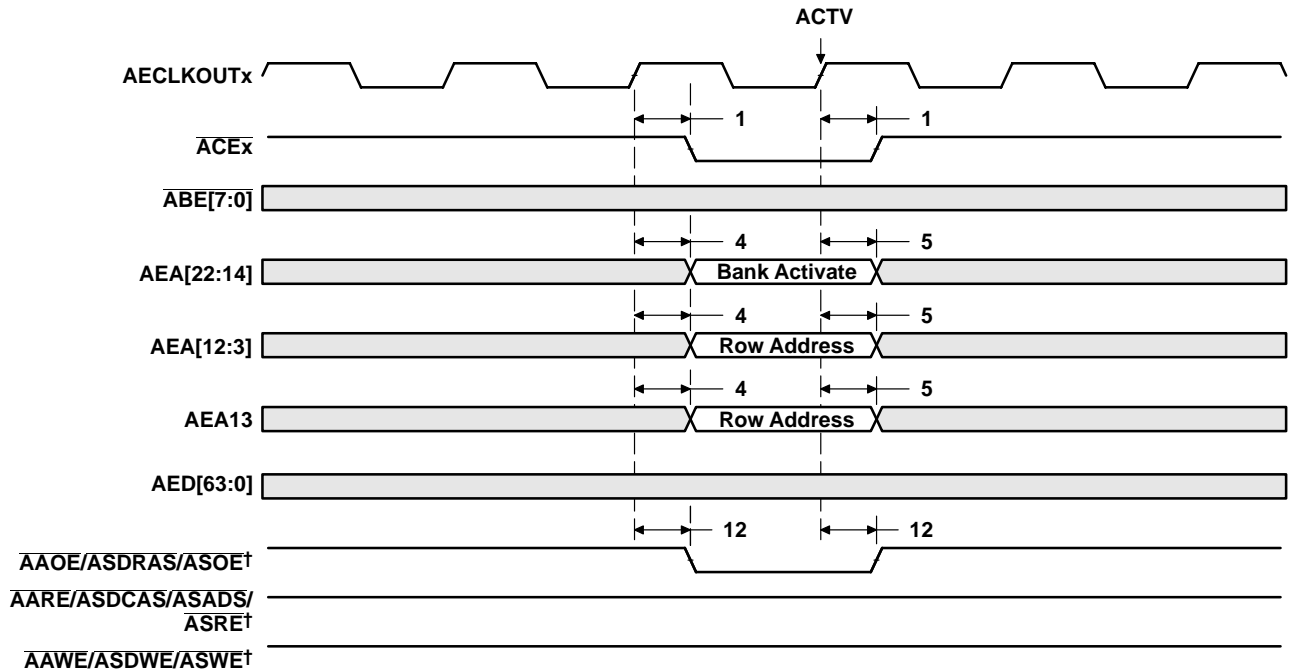 ACTV
AECLKOUTx
1 1
ACEx
ABE[7:0]
4 5
AEA[22:14] Bank Activate
4 5
AEA[12:3] Row Address
4 5
AEA13 Row Address
AED[63:0]
12 12
AAOE/ASDRAS/ASOE†
AARE/ASDCAS/ASADS/
ASRE†
AAWE/ASDWE/ASWE†